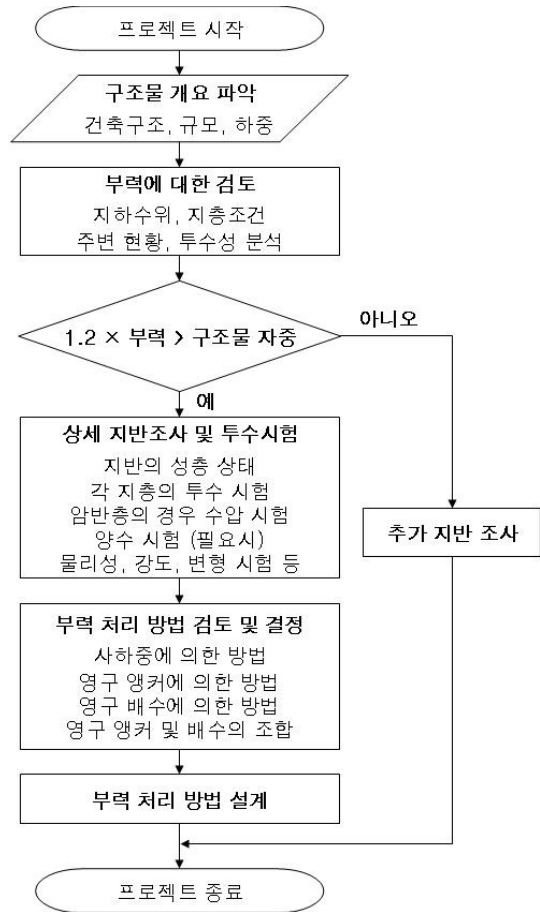 프로젝트 시작
구조물 개요 파악
건축구조, 규모, 하중
부력에 대한 검토
지하수위, 지층조건
주변 현황, 투수성 분석
1.2 × 부력 > 구조물 자중
아니오
예
상세 지반조사 및 투수시험
지반의 성층 상태
각 지층의 투수 시험
암반층의 경우 수압 시험
양수 시험 (필요시)
물리성, 강도, 변형 시험 등
추가 지반 조사
부력 처리 방법 검토 및 결정
사하중에 의한 방법
영구 앵커에 의한 방법
영구 배수에 의한 방법
영구 앵커 및 배수의 조합
부력 처리 방법 설계
프로젝트 종료